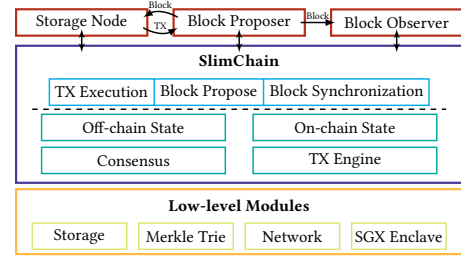 Storage Node
Block
TX
Block Proposer
Block
Block Observer
SlimChain
TX Execution
Block Propose
Block Synchronization
Off-chain State
On-chain State
Consensus
TX Engine
Low-level Modules
Storage
Merkle Trie
Network
SGX Enclave